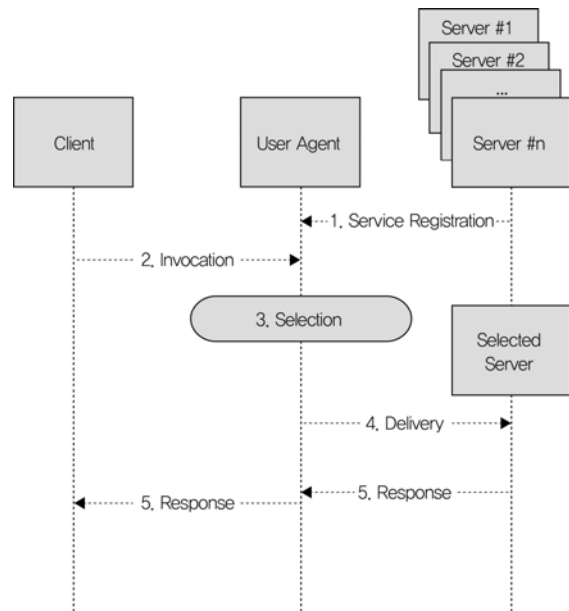 Server #1
Server #2
...
Client
User Agent
Server #n
1. Service Registration
2. Invocation
3. Selection
Selected
Server
4. Delivery
5. Response
5. Response